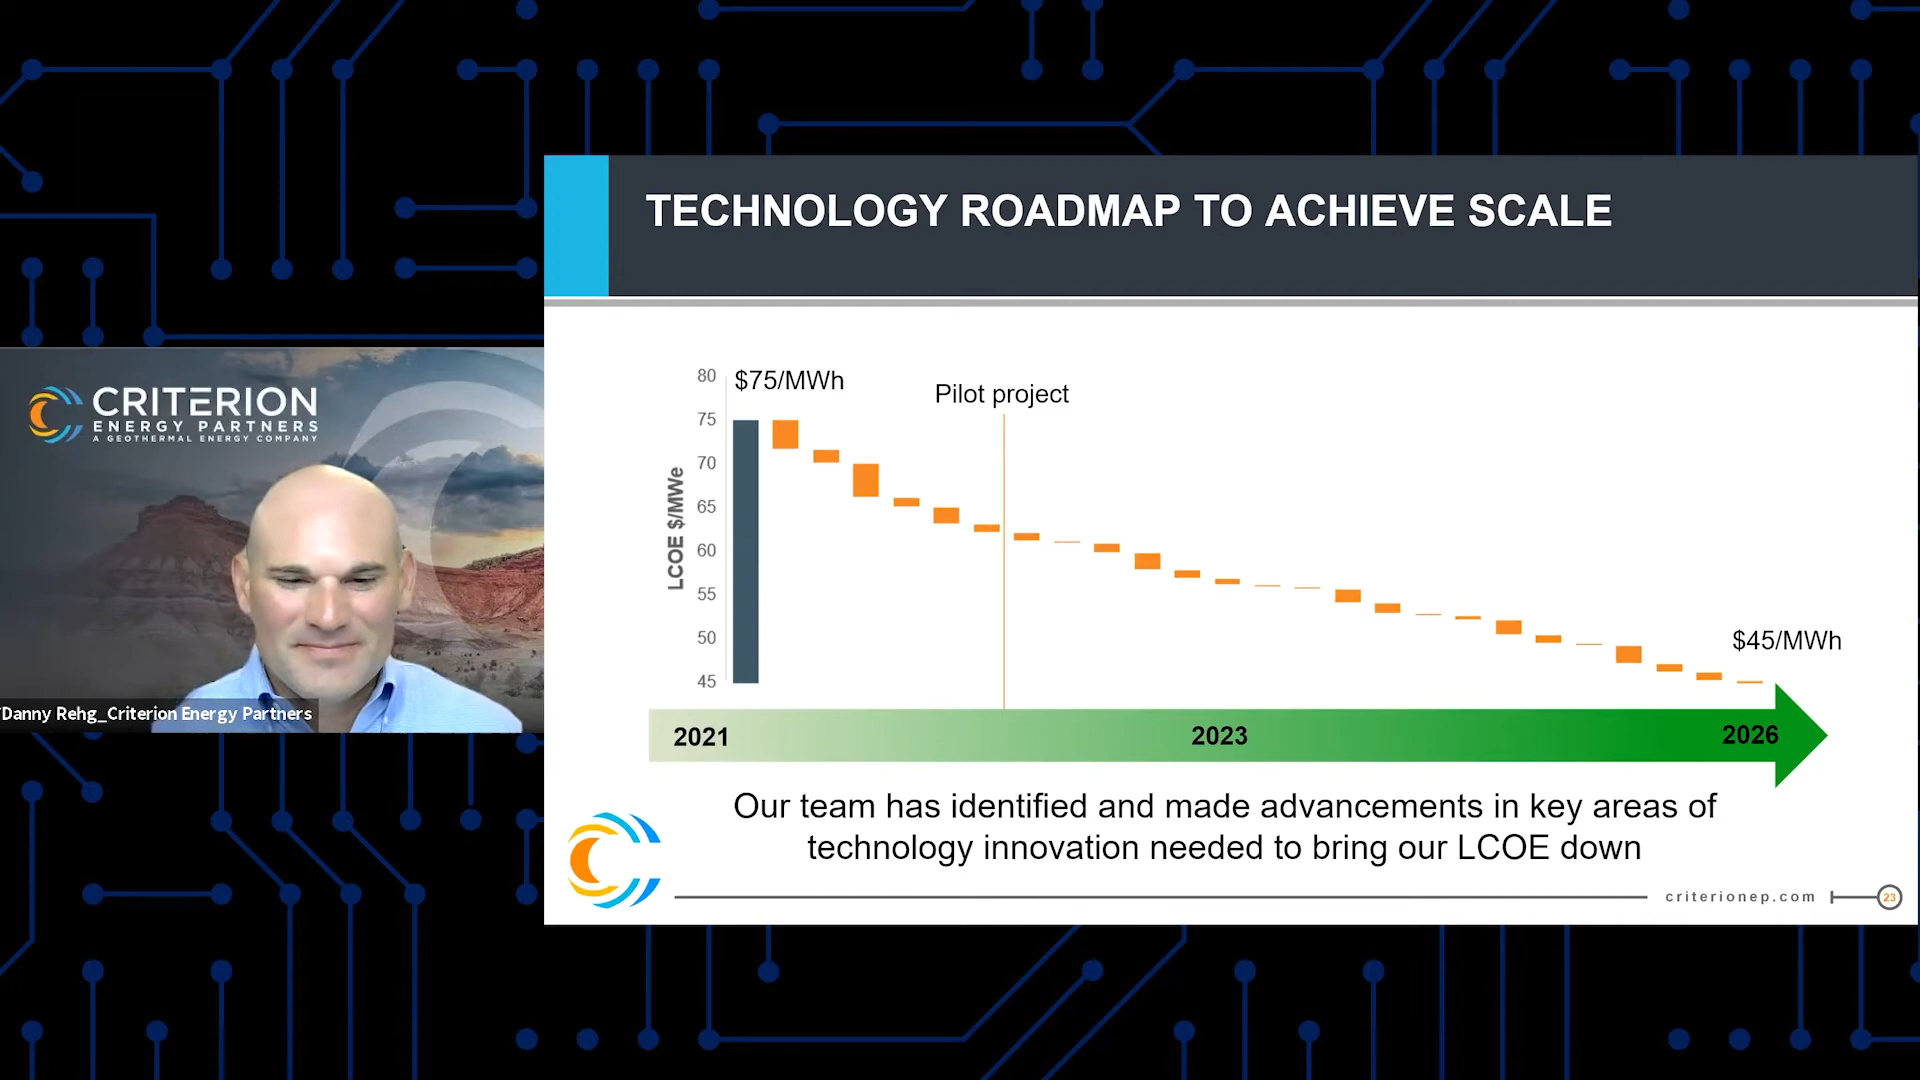 TECHNOLOGY ROADMAP TO ACHIEVE SCALE
CRITERION
ENERGY PARTNERS
A GEOTHERMAL ENERGY COMPANY
Danny Rehg_Criterion Energy Partners
LCOE $/MWe
80
75
70
65
60
55
50
45
$75/MWh
Pilot project
$45/MWh
2021
2023
2026
Our team has identified and made advancements in key areas of
technology innovation needed to bring our LCOE down
criterionep.com
23